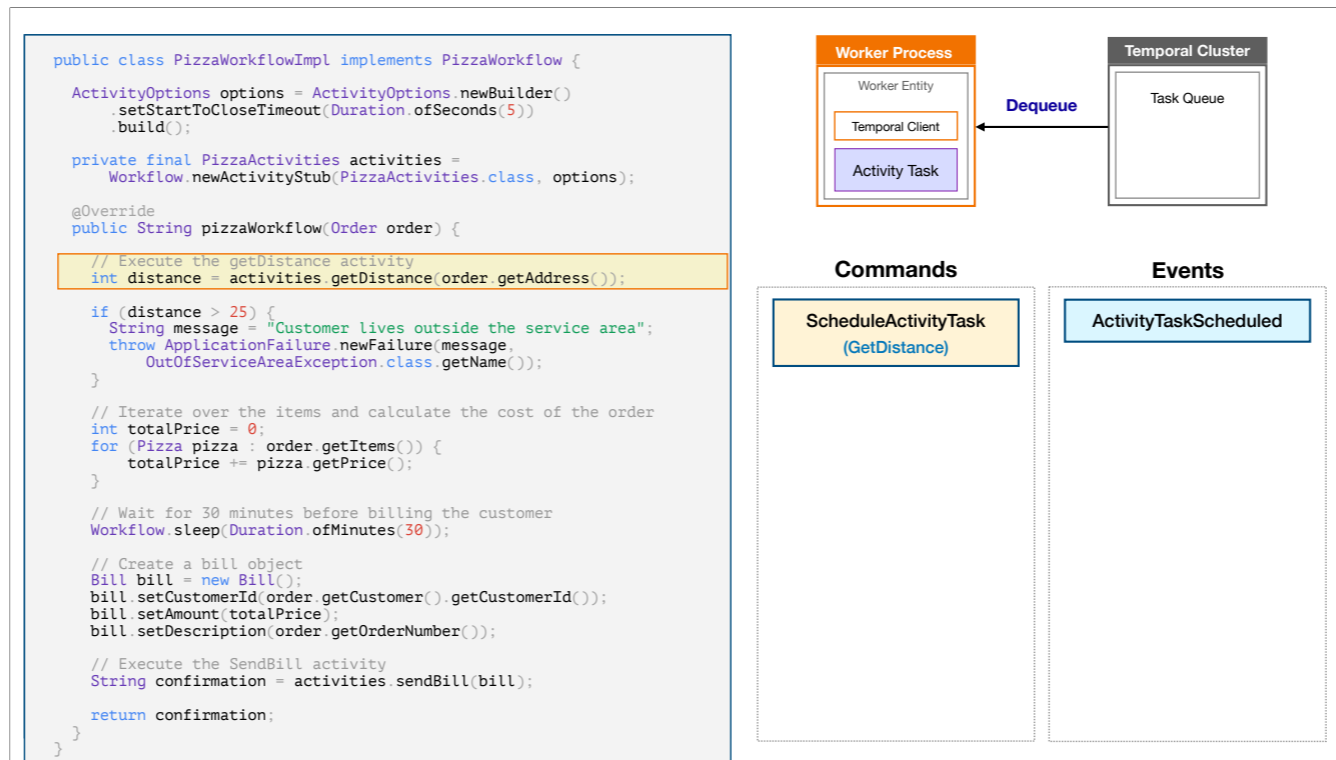 public class PizzaWorkflowImpl implements PizzaWorkflow {
ActivityOptions options = ActivityOptions.newBuilder()
.setStartToCloseTimeout(Duration.ofSeconds(5))
.build();
private final PizzaActivities activities =
Workflow.newActivityStub(PizzaActivities.class, options);
@Override
public String pizzaWorkflow(Order order) {
// Execute the getDistance activity
int distance = activities.getDistance(order.getAddress());
if (distance > 25) {
String message = "Customer lives outside the service area";
throw ApplicationFailure.newFailure(message,
OutOfServiceAreaException.class.getName());
}
// Iterate over the items and calculate the cost of the order
int totalPrice = 0;
for (Pizza pizza : order.getItems()) {
totalPrice += pizza.getPrice();
}
// Wait for 30 minutes before billing the customer
Workflow.sleep(Duration.ofMinutes(30));
// Create a bill object
Bill bill = new Bill();
bill.setCustomerId(order.getCustomer().getCustomerId());
bill.setAmount(totalPrice);
bill.setDescription(order.getOrderNumber());
// Execute the SendBill activity
String confirmation = activities.sendBill(bill);
return confirmation;
}
}
Worker Process
Worker Entity
Temporal Client
Activity Task
Dequeue
Temporal Cluster
Task Queue
Commands
ScheduleActivityTask
(GetDistance)
Events
ActivityTaskScheduled